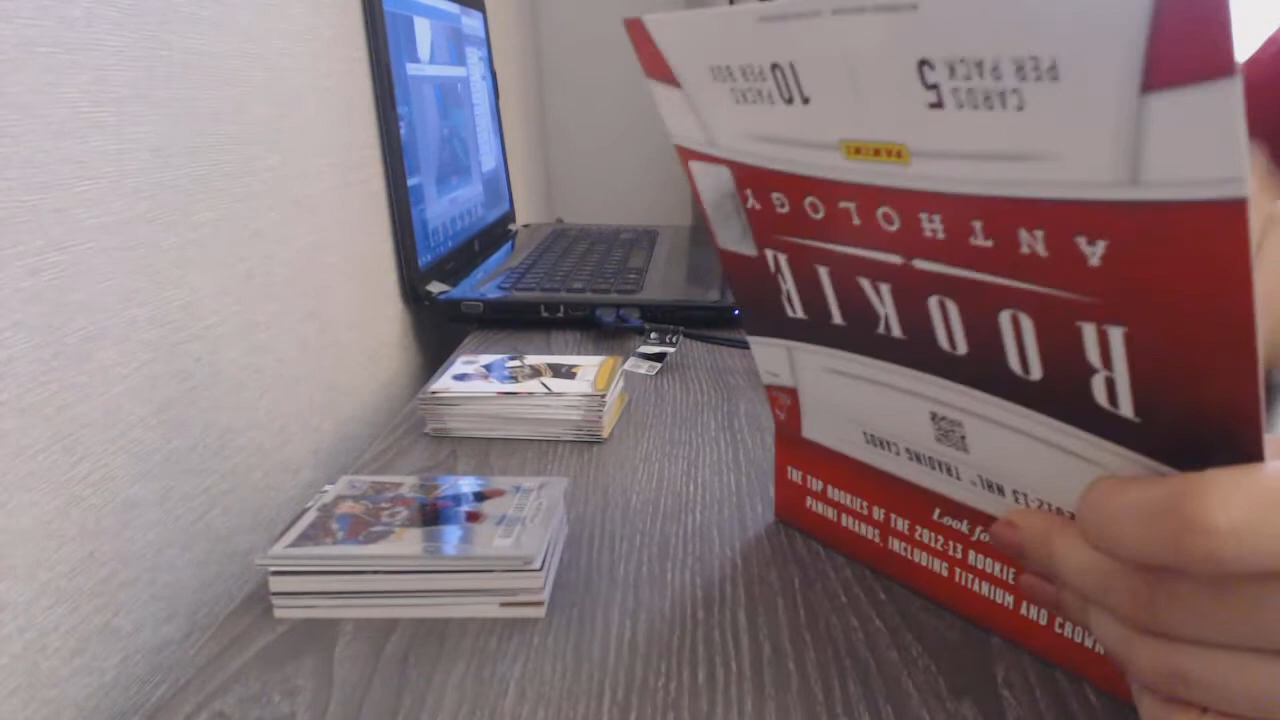 10 PACKS PER BOX
5 CARDS PER PACK
PANINI
ROOKIE
ANTHOLOGY
2012-13 NHL TRADING CARDS
Look fo
THE TOP ROOKIES OF THE 2012-13 ROOKIE
PANINI BRANDS, INCLUDING TITANIUM AND CROWN